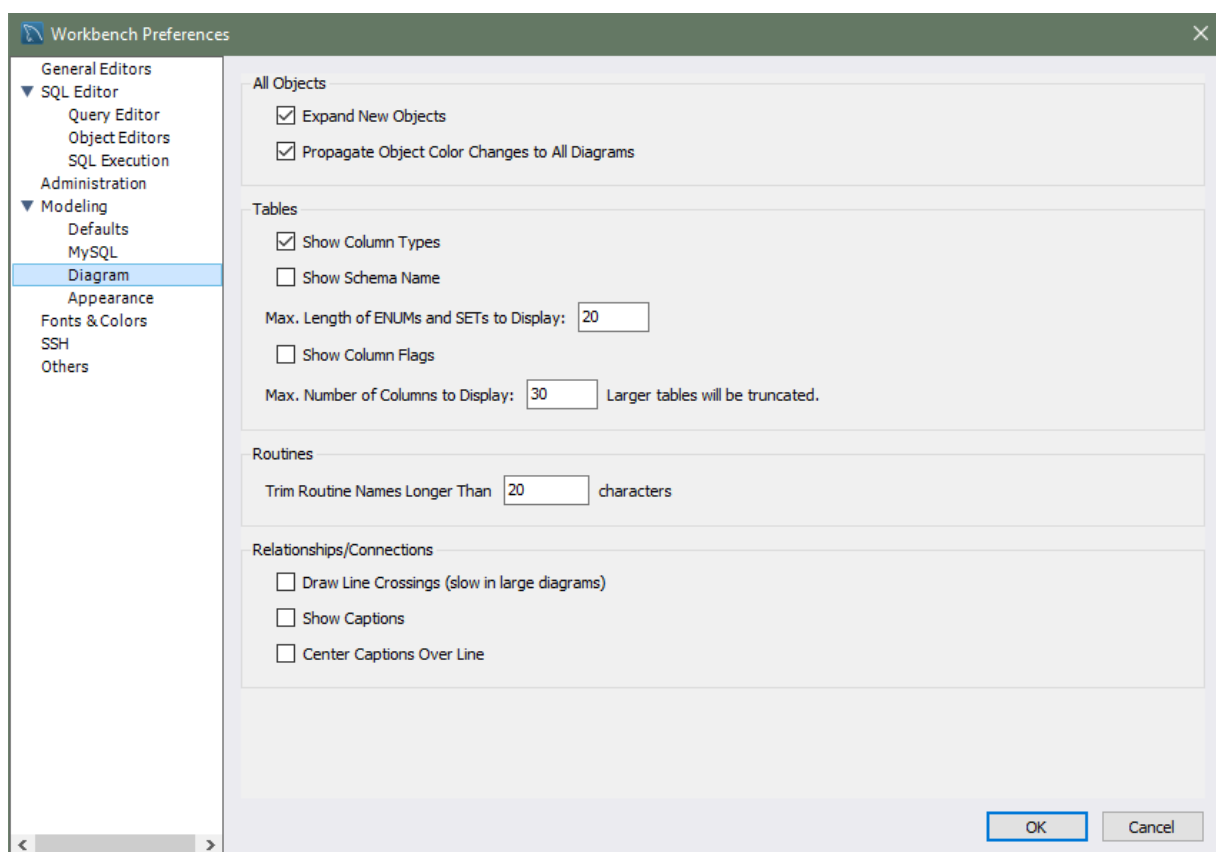 Workbench Preferences
General Editors
SQL Editor
Query Editor
Object Editors
SQL Execution
Administration
Modeling
Defaults
MySQL
Diagram
Appearance
Fonts & Colors
SSH
Others
All Objects
Expand New Objects
Propagate Object Color Changes to All Diagrams
Tables
Show Column Types
Show Schema Name
Max. Length of ENUMs and SETs to Display: 20
Show Column Flags
Max. Number of Columns to Display: 30 Larger tables will be truncated.
Routines
Trim Routine Names Longer Than 20 characters
Relationships/Connections
Draw Line Crossings (slow in large diagrams)
Show Captions
Center Captions Over Line
OK Cancel